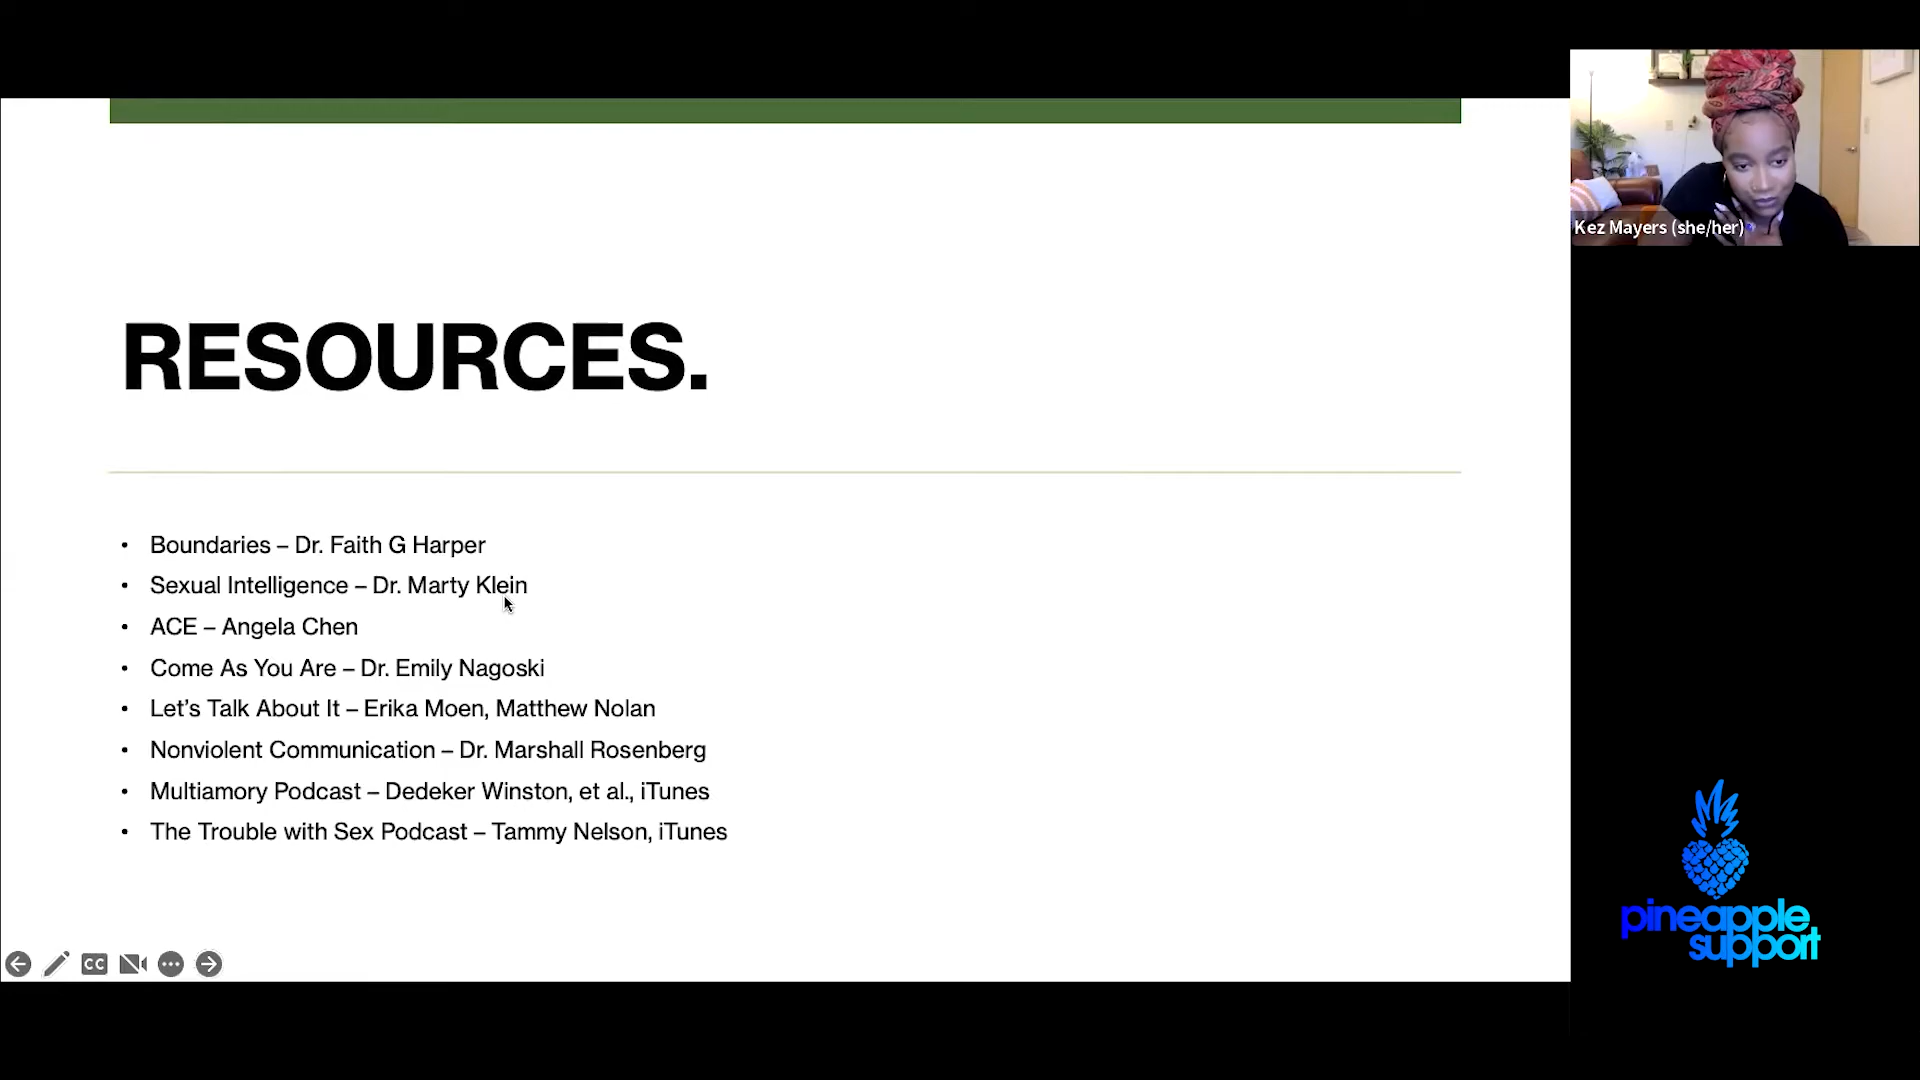 Kez Mayers (she/her)
RESOURCES.
• Boundaries – Dr. Faith G Harper
• Sexual Intelligence – Dr. Marty Klein
• ACE – Angela Chen
• Come As You Are – Dr. Emily Nagoski
• Let’s Talk About It – Erika Moen, Matthew Nolan
• Nonviolent Communication – Dr. Marshall Rosenberg
• Multiamory Podcast – Dedeker Winston, et al., iTunes
• The Trouble with Sex Podcast – Tammy Nelson, iTunes
CC
pineapple
support